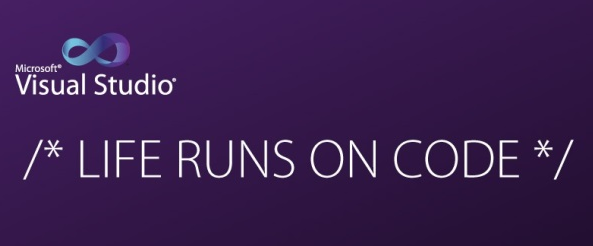 Microsoft®
Visual Studio®
/* LIFE RUNS ON CODE */